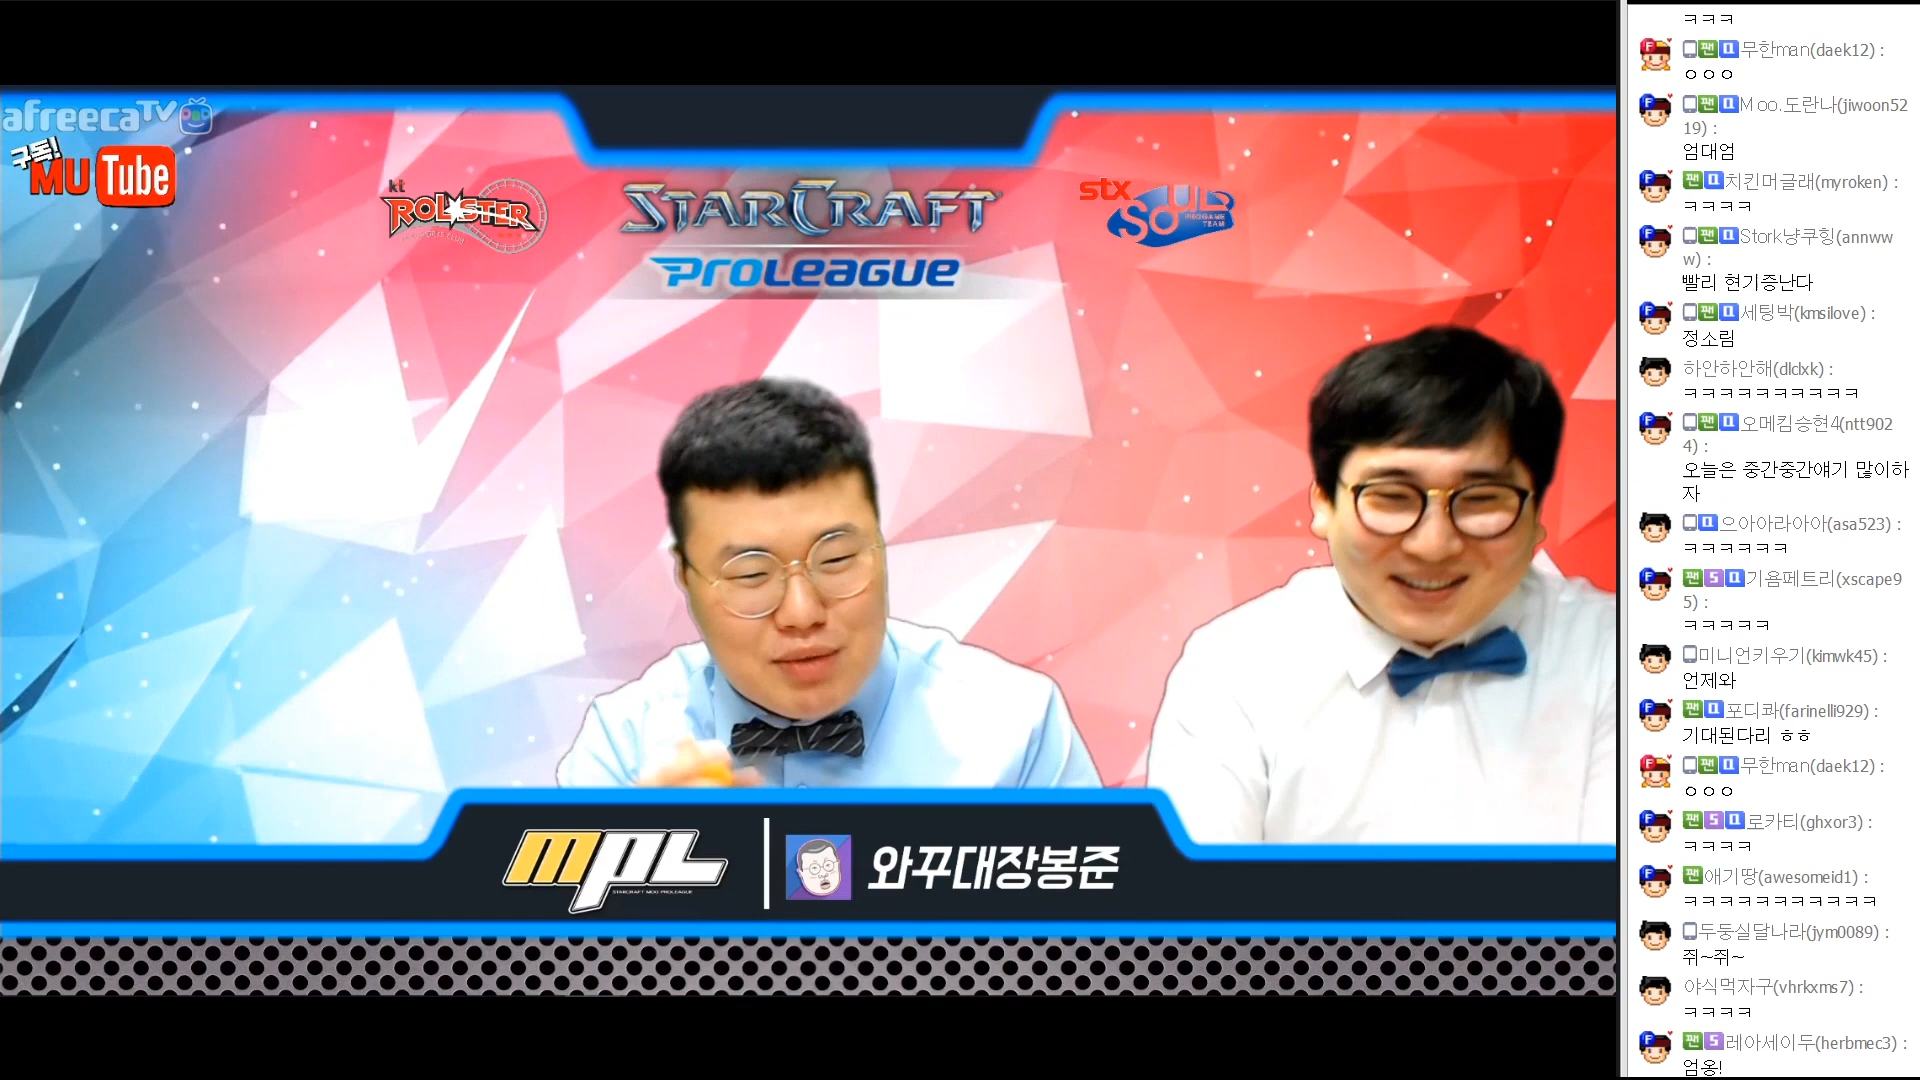 afreecaTV
구독!
MU Tube
kt
ROLSTER
STARCRAFT
PROLEAGUE
stx
SOUL
PROGAME
TEAM
MPL
STARCRAFT MOO PROLEAGUE
와꾸대장봉준
ㅋㅋㅋ
무한man(daek12) :
ㅇㅇㅇ
Moo.도란나(jiwoon52
19) :
엄대엄
치킨머글래(myroken) :
ㅋㅋㅋㅋ
Stork냥쿠힝(annww
w) :
빨리 현기증난다
세팅박(kmsilove) :
정소림
하안하안해(dlclxk) :
ㅋㅋㅋㅋㅋㅋㅋㅋㅋㅋ
오메킴승현4(ntt902
4) :
오늘은 중간중간얘기 많이하
자
으아아라아아(asa523) :
ㅋㅋㅋㅋㅋㅋ
기욤페트리(xscape9
5) :
ㅋㅋㅋㅋㅋ
미니언키우기(kimwk45) :
언제와
포디콰(farinelli929) :
기대된다리 ㅎㅎ
무한man(daek12) :
ㅇㅇㅇ
로카티(ghxor3) :
ㅋㅋㅋㅋ
애기땅(awesomeid1) :
ㅋㅋㅋㅋㅋㅋㅋㅋㅋㅋㅋ
두둥실달나라(jym0089) :
쥐~쥐~
야식먹자구(vhrkxms7) :
ㅋㅋㅋㅋ
레아세이두(herbmec3) :
엄옹!